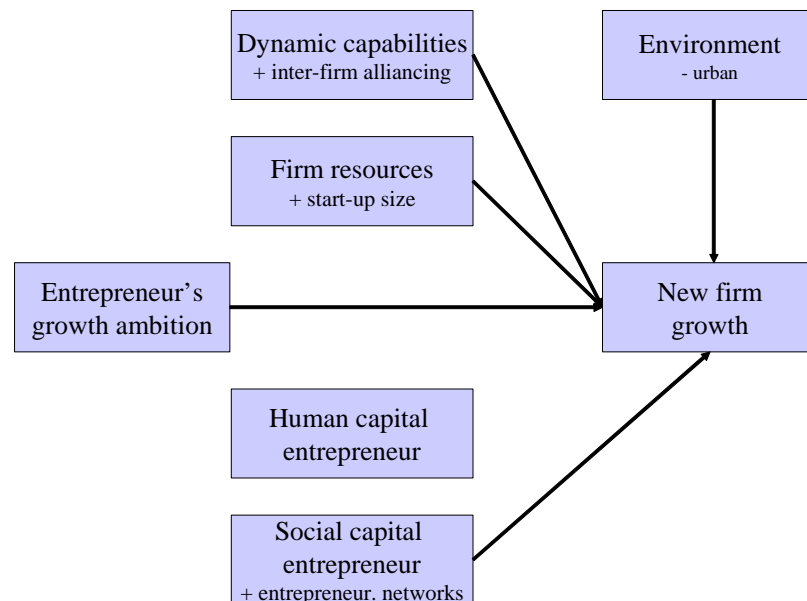 Dynamic capabilities
+ inter-firm alliancing
Environment
- urban
Firm resources
+ start-up size
Entrepreneur's
growth ambition
New firm
growth
Human capital
entrepreneur
Social capital
entrepreneur
+ entrepreneur. networks